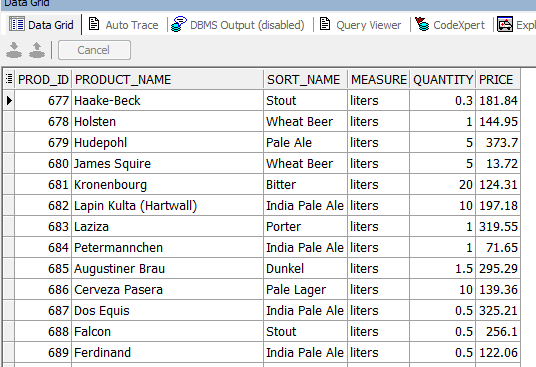 Data Grid
Data Grid Auto Trace DBMS Output (disabled) Query Viewer CodeXpert
Cancel
PROD_ID PRODUCT_NAME SORT_NAME MEASURE QUANTITY PRICE
677 Haake-Beck Stout liters 0.3 181.84
678 Holsten Wheat Beer liters 1 144.95
679 Hudepohl Pale Ale liters 5 373.7
680 James Squire Wheat Beer liters 5 13.72
681 Kronenbourg Bitter liters 20 124.31
682 Lapin Kulta (Hartwall) India Pale Ale liters 10 197.18
683 Laziza Porter liters 1 319.55
684 Petermannchen India Pale Ale liters 1 71.65
685 Augustiner Brau Dunkel liters 1.5 295.29
686 Cerveza Pasera Pale Lager liters 10 139.36
687 Dos Equis India Pale Ale liters 0.5 325.21
688 Falcon Stout liters 0.5 256.1
689 Ferdinand India Pale Ale liters 0.5 122.06